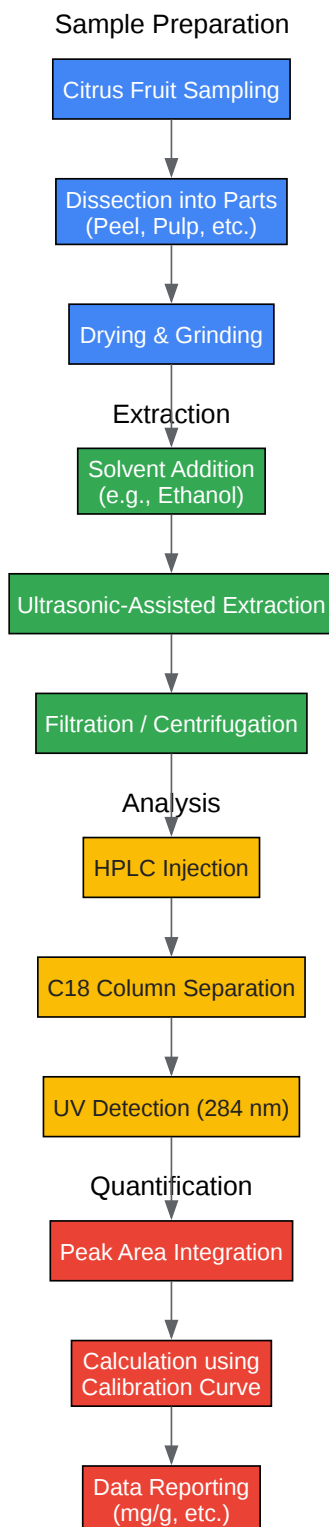 Sample Preparation
Citrus Fruit Sampling
Dissection into Parts
(Peel, Pulp, etc.)
Drying & Grinding
Extraction
Solvent Addition
(e.g., Ethanol)
Ultrasonic-Assisted Extraction
Filtration / Centrifugation
Analysis
HPLC Injection
C18 Column Separation
UV Detection (284 nm)
Quantification
Peak Area Integration
Calculation using
Calibration Curve
Data Reporting
(mg/g, etc.)